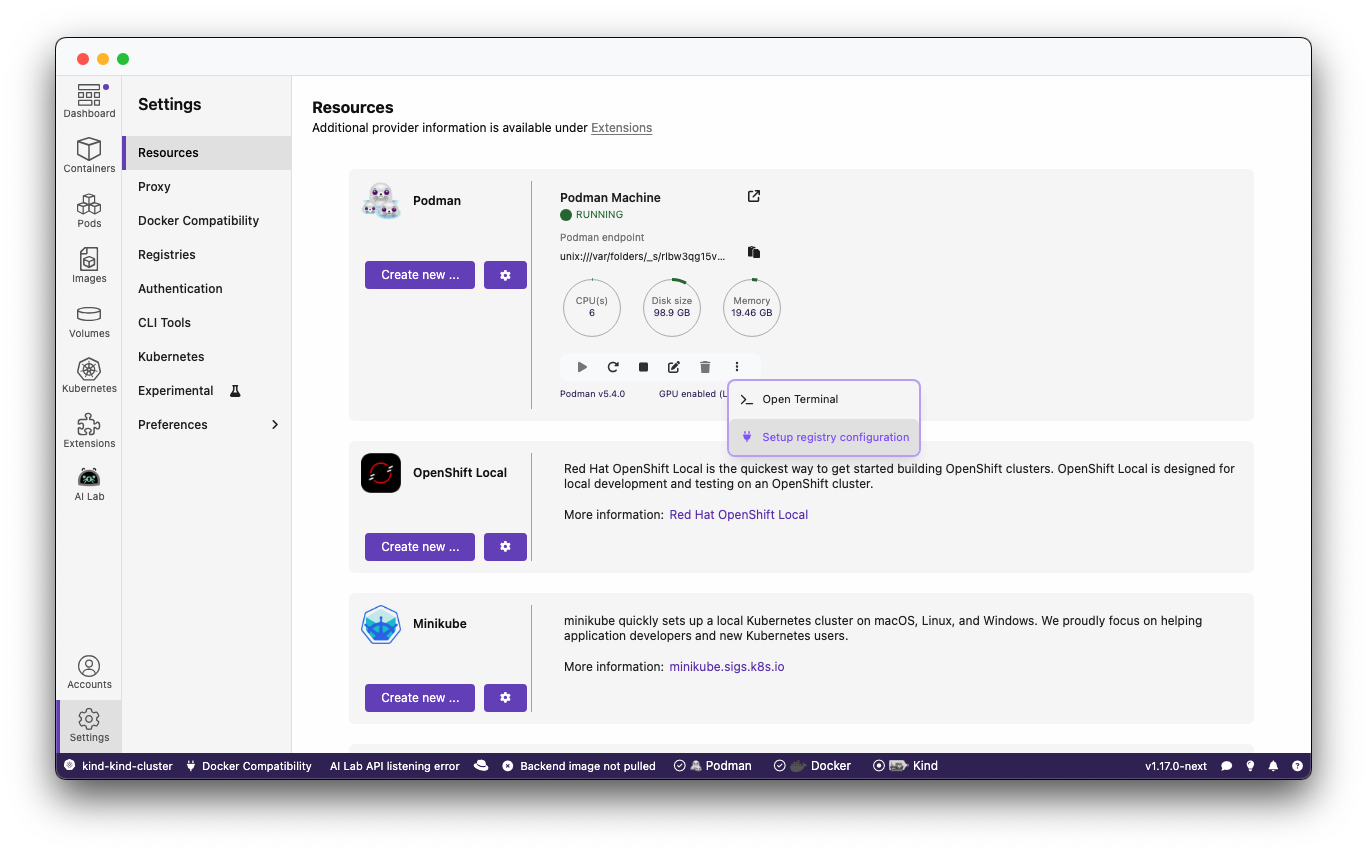 Dashboard
Containers
Pods
Images
Volumes
Kubernetes
Extensions
AI Lab
Accounts
Settings
Settings
Resources
Proxy
Docker Compatibility
Registries
Authentication
CLI Tools
Kubernetes
Experimental
Preferences
Resources
Additional provider information is available under Extensions
Podman
Create new ...
Podman Machine
RUNNING
Podman endpoint
unix:///var/folders/_s/rlbw3qg15v...
CPU(s)
6
Disk size
98.9 GB
Memory
19.46 GB
Podman v5.4.0
GPU enabled (L
Open Terminal
Setup registry configuration
OpenShift Local
Create new ...
Red Hat OpenShift Local is the quickest way to get started building OpenShift clusters. OpenShift Local is designed for
local development and testing on an OpenShift cluster.
More information: Red Hat OpenShift Local
Minikube
Create new ...
minikube quickly sets up a local Kubernetes cluster on macOS, Linux, and Windows. We proudly focus on helping
application developers and new Kubernetes users.
More information: minikube.sigs.k8s.io
kind-kind-cluster Docker Compatibility AI Lab API listening error Backend image not pulled Podman Docker Kind v1.17.0-next